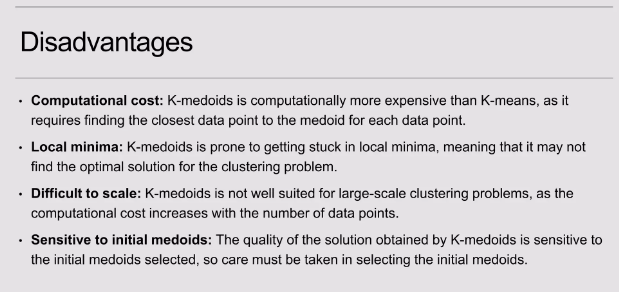 Disadvantages
• Computational cost: K-medoids is computationally more expensive than K-means, as it
requires finding the closest data point to the medoid for each data point.
• Local minima: K-medoids is prone to getting stuck in local minima, meaning that it may not
find the optimal solution for the clustering problem.
• Difficult to scale: K-medoids is not well suited for large-scale clustering problems, as the
computational cost increases with the number of data points.
• Sensitive to initial medoids: The quality of the solution obtained by K-medoids is sensitive to
the initial medoids selected, so care must be taken in selecting the initial medoids.